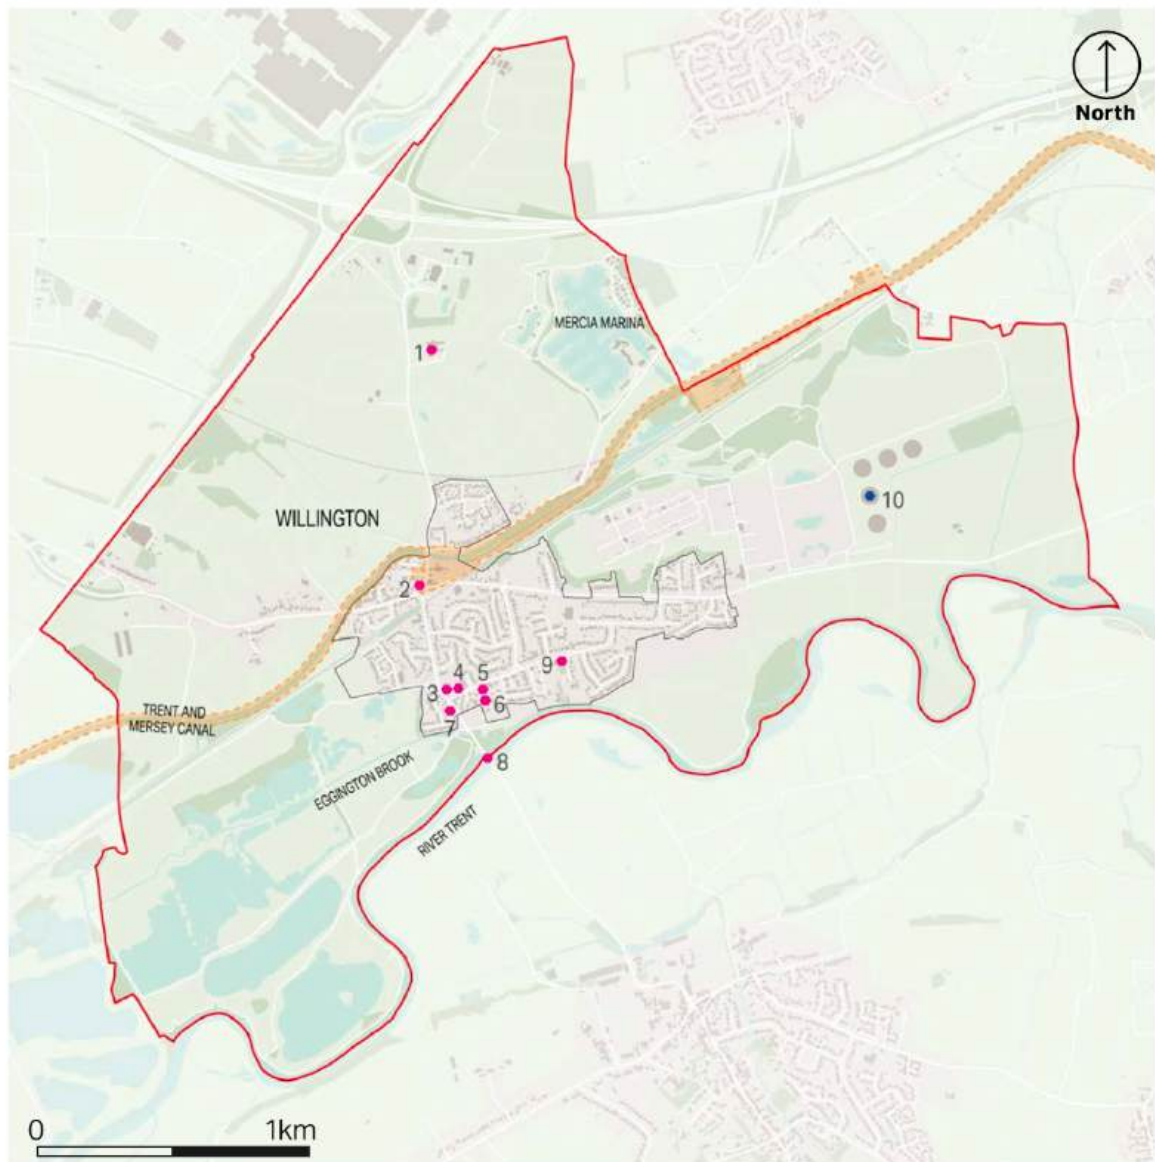 North
MERCIA MARINA
1
WILLINGTON
10
2
9
4
5
3
6
7
TRENT AND
MERSEY CANAL
8
EGGINGTON BROOK
RIVER TRENT
0
1km